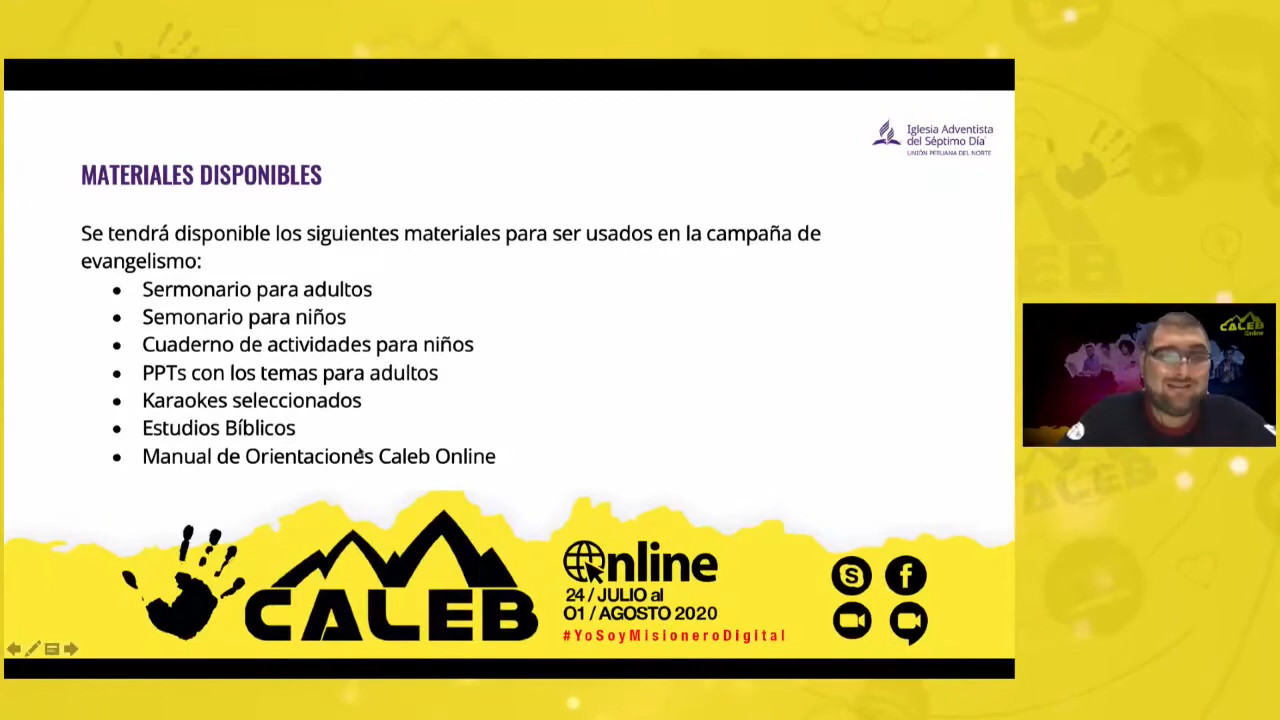 Iglesia Adventista
del Séptimo Día
UNIÓN PERUANA DEL NORTE
MATERIALES DISPONIBLES
Se tendrá disponible los siguientes materiales para ser usados en la campaña de
evangelismo:
• Sermonario para adultos
• Semonario para niños
• Cuaderno de actividades para niños
• PPTs con los temas para adultos
• Karaokes seleccionados
• Estudios Bíblicos
• Manual de Orientaciones Caleb Online
CALEB
Online
24 / JULIO al
01 / AGOSTO 2020
#YoSoyMisioneroDigital
CALEB
Online
EB
CALEB